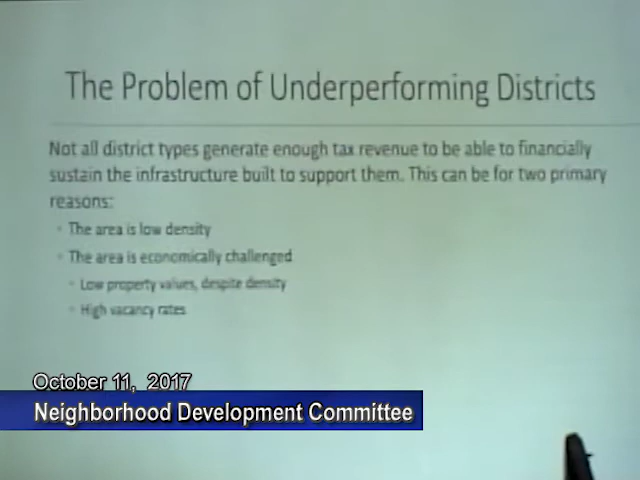 The Problem of Underperforming Districts
Not all district types generate enough tax revenue to be able to financially
sustain the infrastructure built to support them. This can be for two primary
reasons:
• The area is low density
• The area is economically challenged
• Low property values, despite density
• High vacancy rates
October 11, 2017
Neighborhood Development Committee